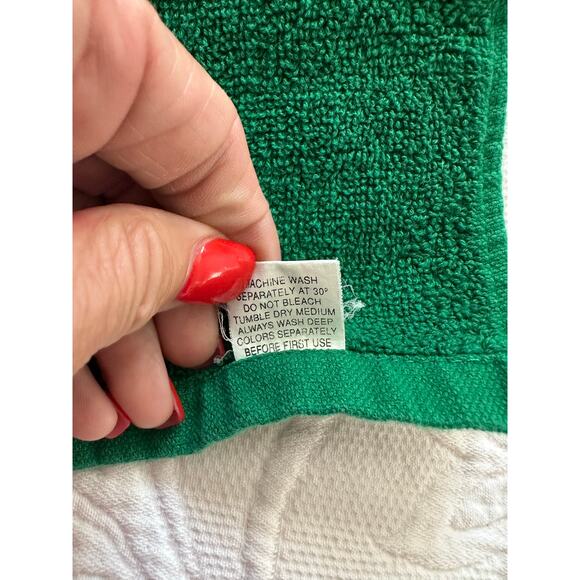 MACHINE WASH
SEPARATELY AT 30°
DO NOT BLEACH
TUMBLE DRY MEDIUM
ALWAYS WASH DEEP
COLORS SEPARATELY
BEFORE FIRST USE